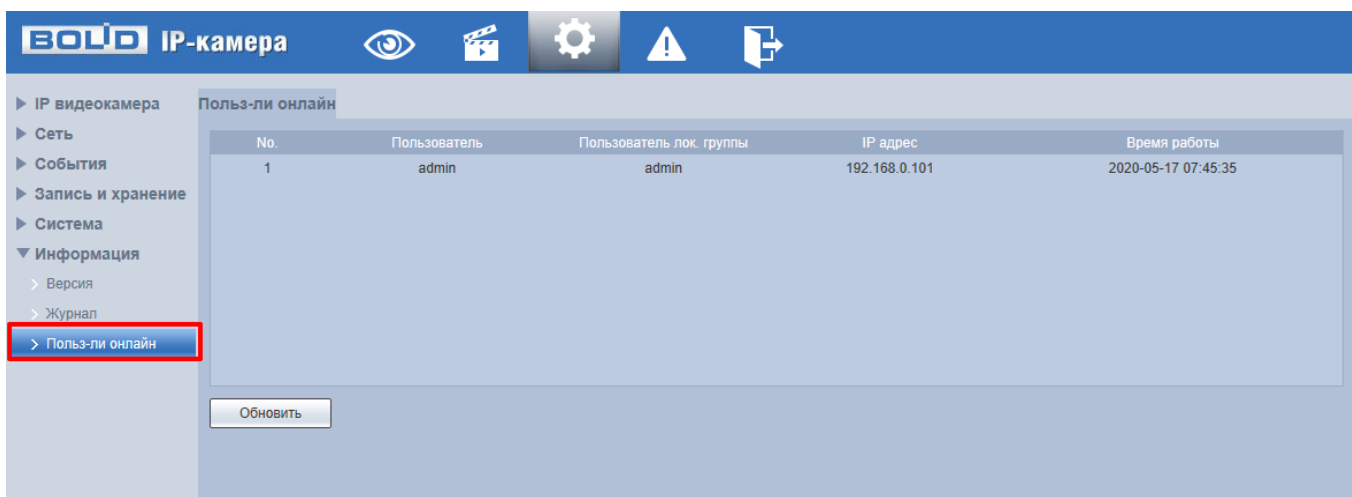 BOLID IP-камера
IP видеокамера
Сеть
События
Запись и хранение
Система
Информация
Версия
Журнал
Польз-ли онлайн
Польз-ли онлайн
No. Пользователь Пользователь лок. группы IP адрес Время работы
1 admin admin 192.168.0.101 2020-05-17 07:45:35
Обновить